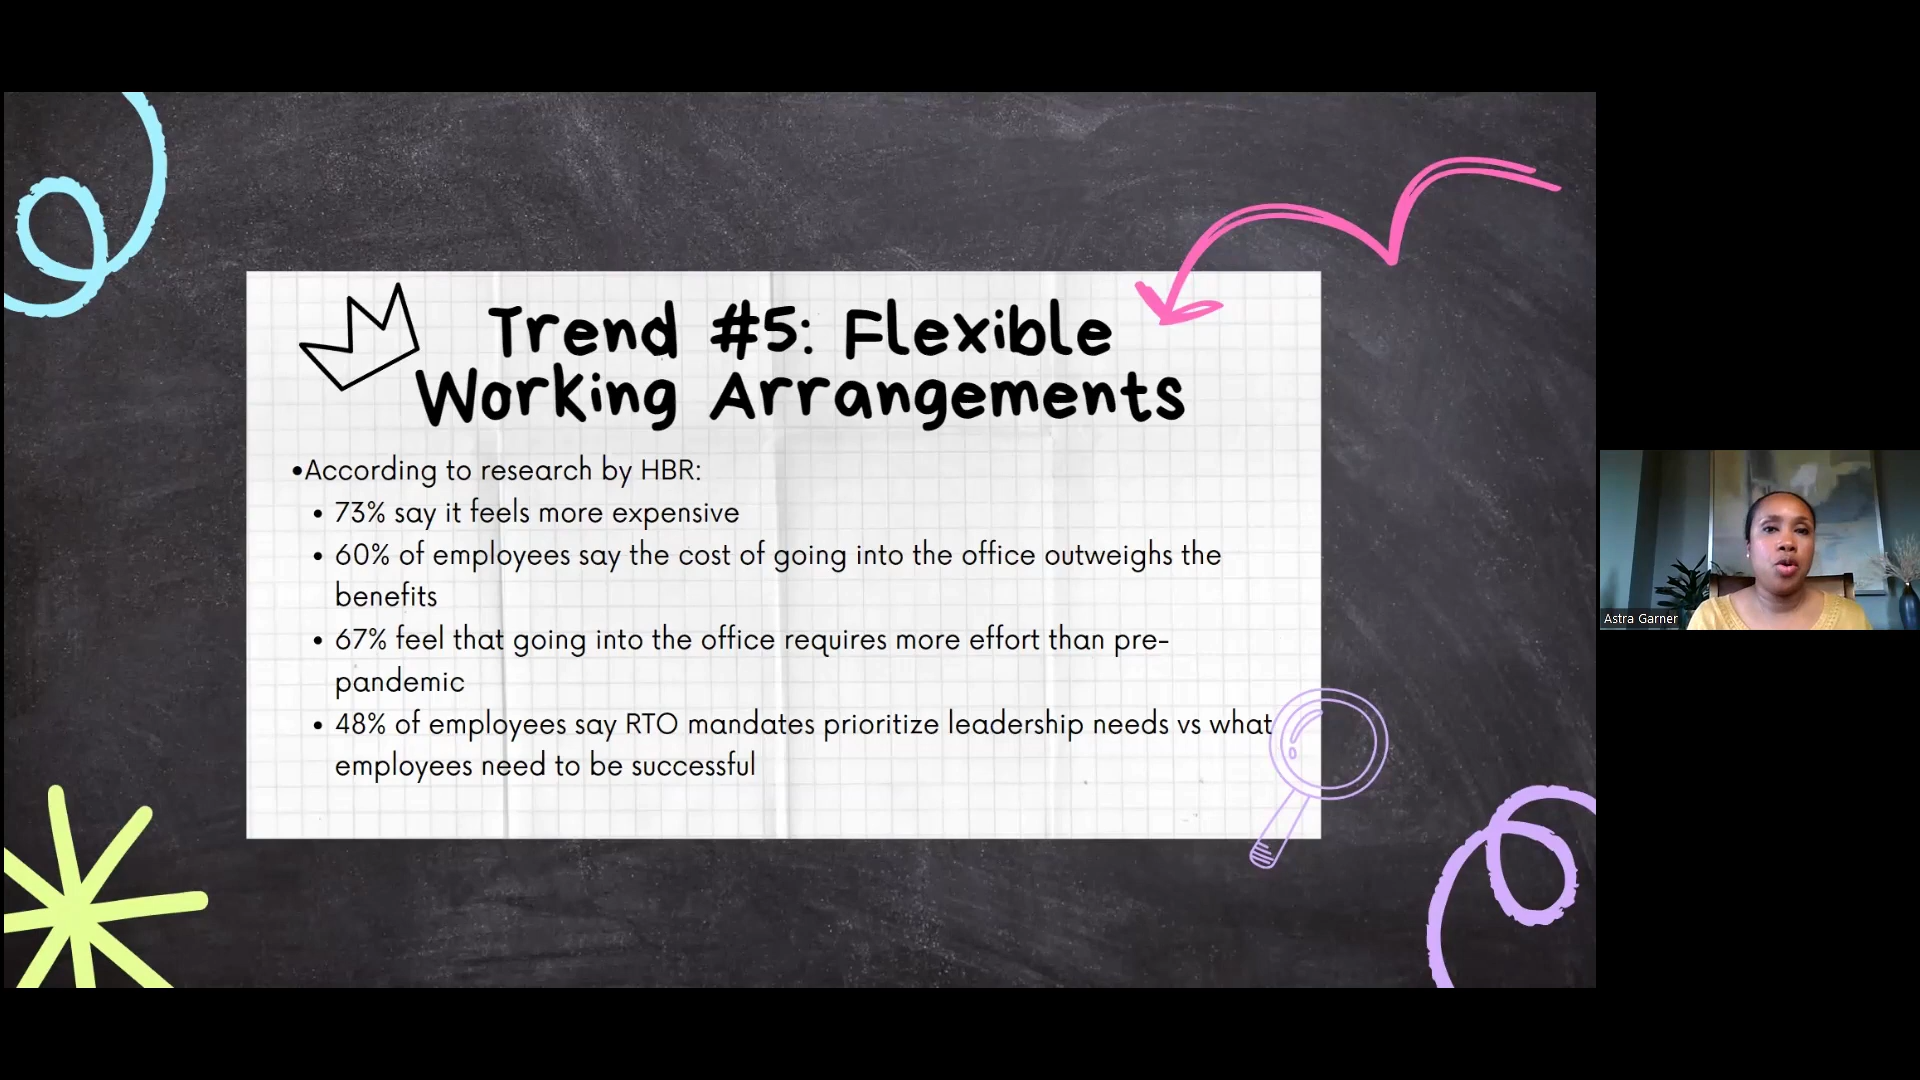 Trend #5: Flexible
Working Arrangements
•According to research by HBR:
• 73% say it feels more expensive
• 60% of employees say the cost of going into the office outweighs the
benefits
• 67% feel that going into the office requires more effort than pre-
pandemic
• 48% of employees say RTO mandates prioritize leadership needs vs what
employees need to be successful
Astra Garner